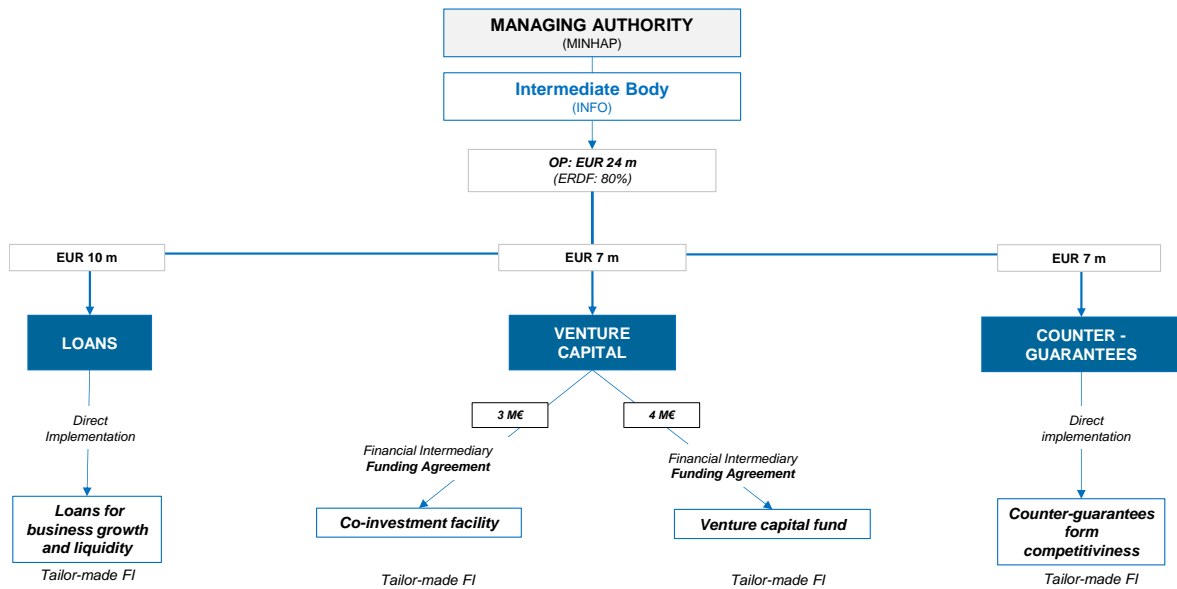 MANAGING AUTHORITY
(MINHAP)
Intermediate Body
(INFO)
OP: EUR 24 m
(ERDF: 80%)
EUR 10 m
EUR 7 m
EUR 7 m
LOANS
VENTURE
CAPITAL
COUNTER -
GUARANTEES
3 M€
4 M€
Direct
Implementation
Financial Intermediary
Funding Agreement
Financial Intermediary
Funding Agreement
Direct
implementation
Loans for
business growth
and liquidity
Co-investment facility
Venture capital fund
Counter-guarantees
form
competitiviness
Tailor-made FI
Tailor-made FI
Tailor-made FI
Tailor-made FI